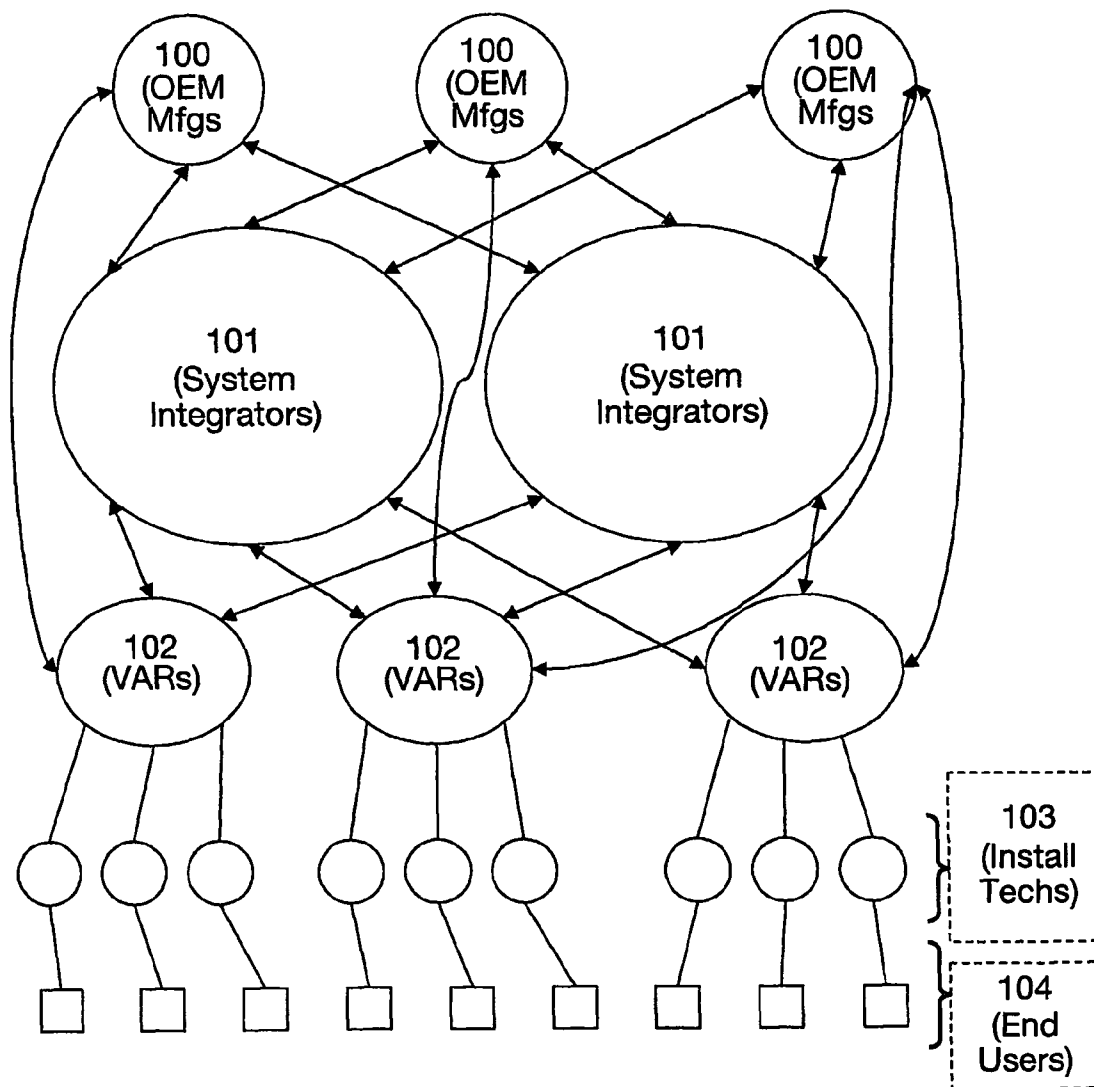 100
(OEM
Mfgs
100
(OEM
Mfgs
100
(OEM
Mfgs
101
(System
Integrators)
101
(System
Integrators)
102
(VARs)
102
(VARs)
102
(VARs)
103
(Install
Techs)
104
(End
Users)